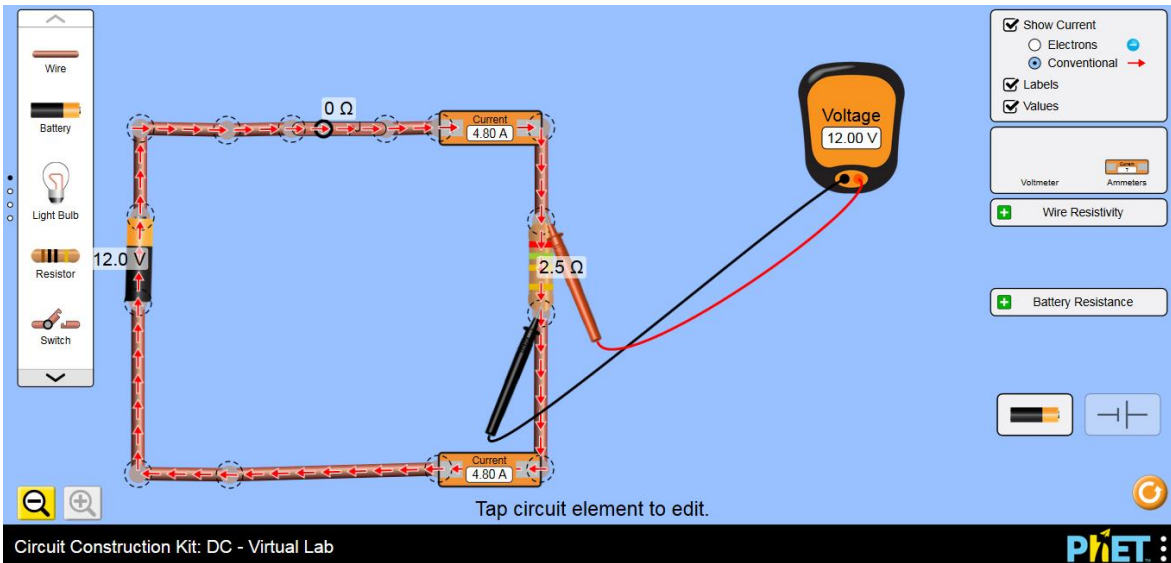 Wire
Battery
Light Bulb
Resistor
Switch
0 Ω
Current
4.80 A
12.0 V
2.5 Ω
Current
4.80 A
Voltage
12.00 V
Tap circuit element to edit.
Show Current
Electrons
Conventional
Labels
Values
Voltmeter
Current
?
Ammeters
Wire Resistivity
Battery Resistance
Circuit Construction Kit: DC - Virtual Lab
PhET